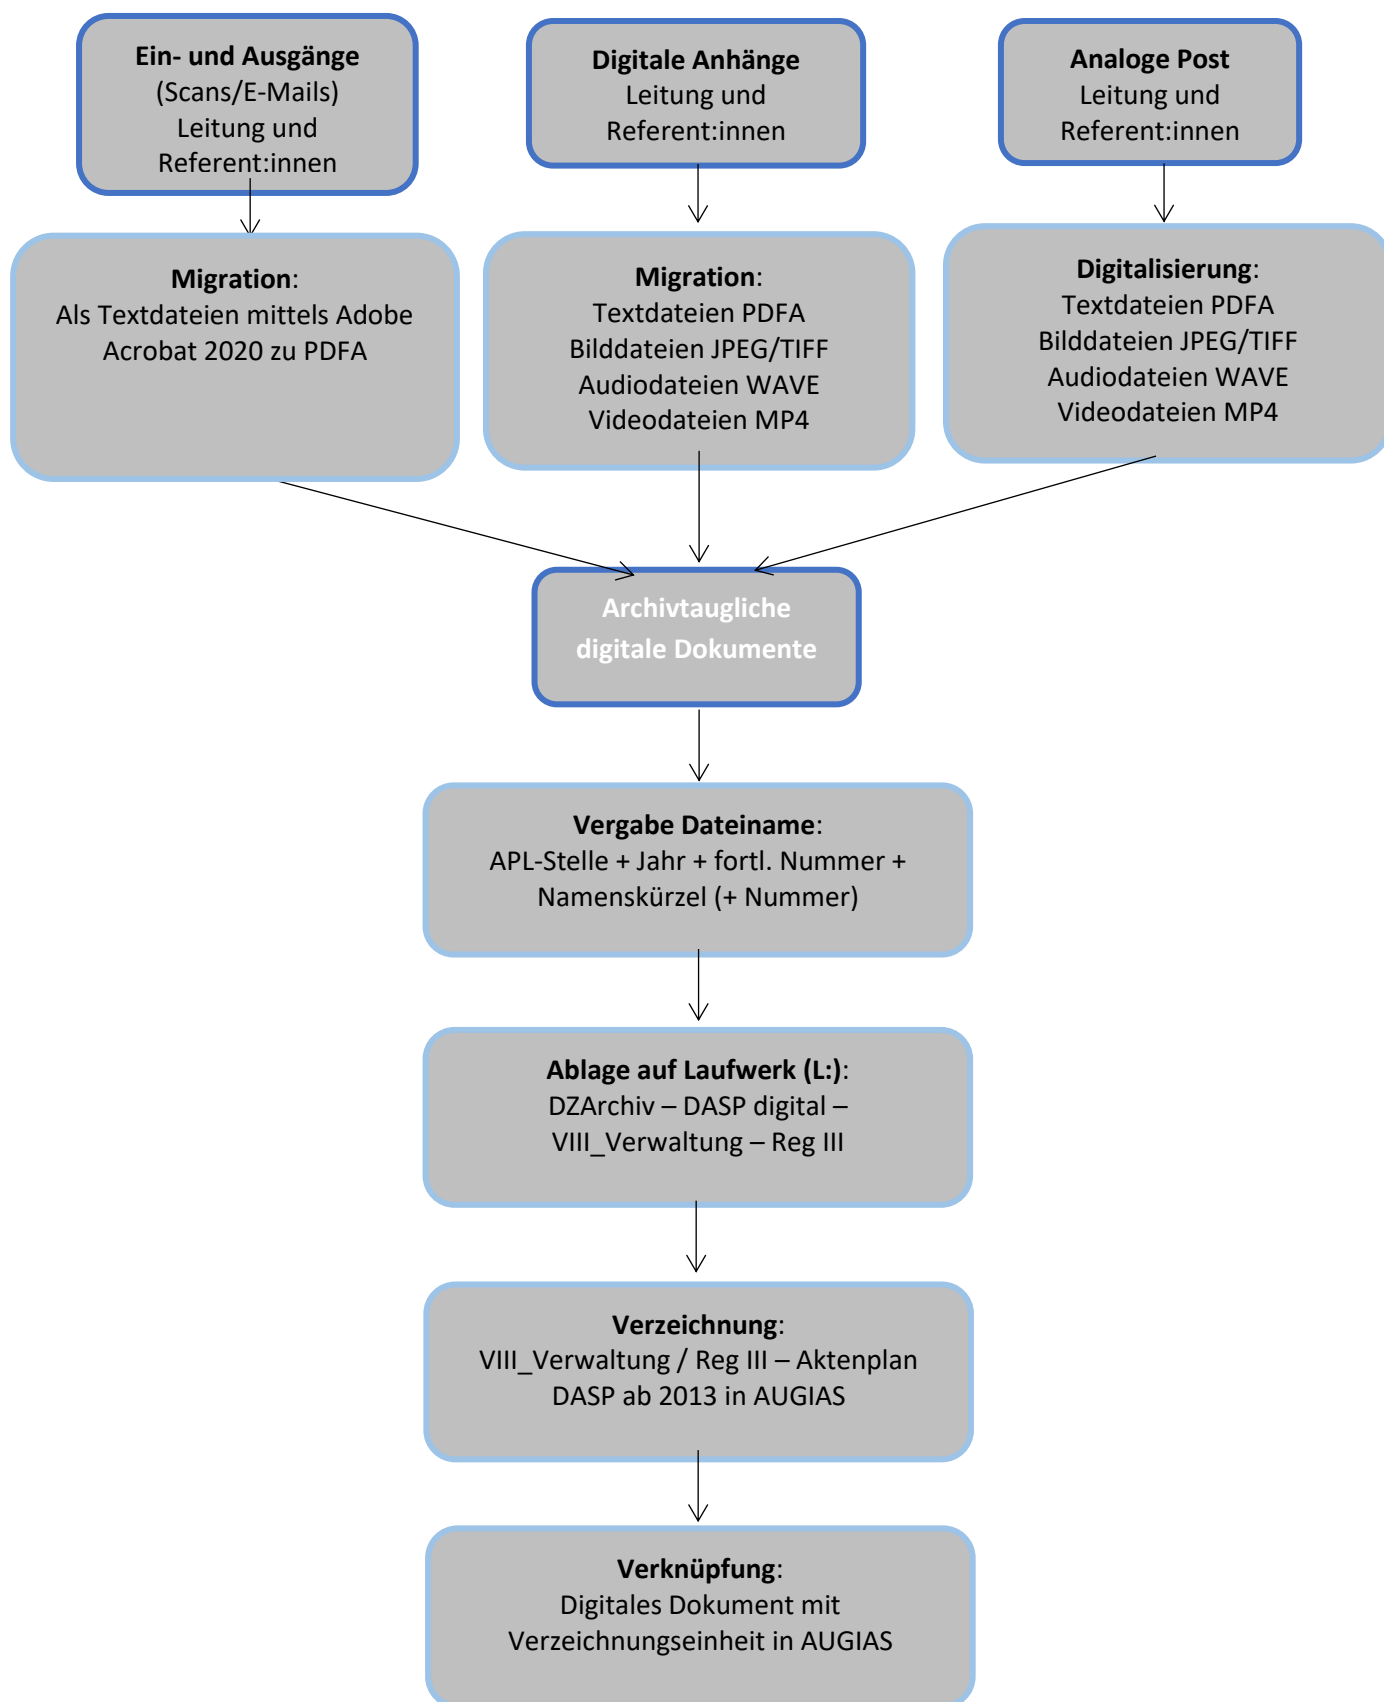 Ein- und Ausgänge
(Scans/E-Mails)
Leitung und
Referent:innen
Digitale Anhänge
Leitung und
Referent:innen
Analoge Post
Leitung und
Referent:innen
Migration:
Als Textdateien mittels Adobe
Acrobat 2020 zu PDFA
Migration:
Textdateien PDFA
Bilddateien JPEG/TIFF
Audiodateien WAVE
Videodateien MP4
Digitalisierung:
Textdateien PDFA
Bilddateien JPEG/TIFF
Audiodateien WAVE
Videodateien MP4
Archivtaugliche
digitale Dokumente
Vergabe Dateiname:
APL-Stelle + Jahr + fortl. Nummer +
Namenskürzel (+ Nummer)
Ablage auf Laufwerk (L:):
DZArchiv – DASP digital –
VIII_Verwaltung – Reg III
Verzeichnung:
VIII_Verwaltung / Reg III – Aktenplan
DASP ab 2013 in AUGIAS
Verknüpfung:
Digitales Dokument mit
Verzeichnungseinheit in AUGIAS